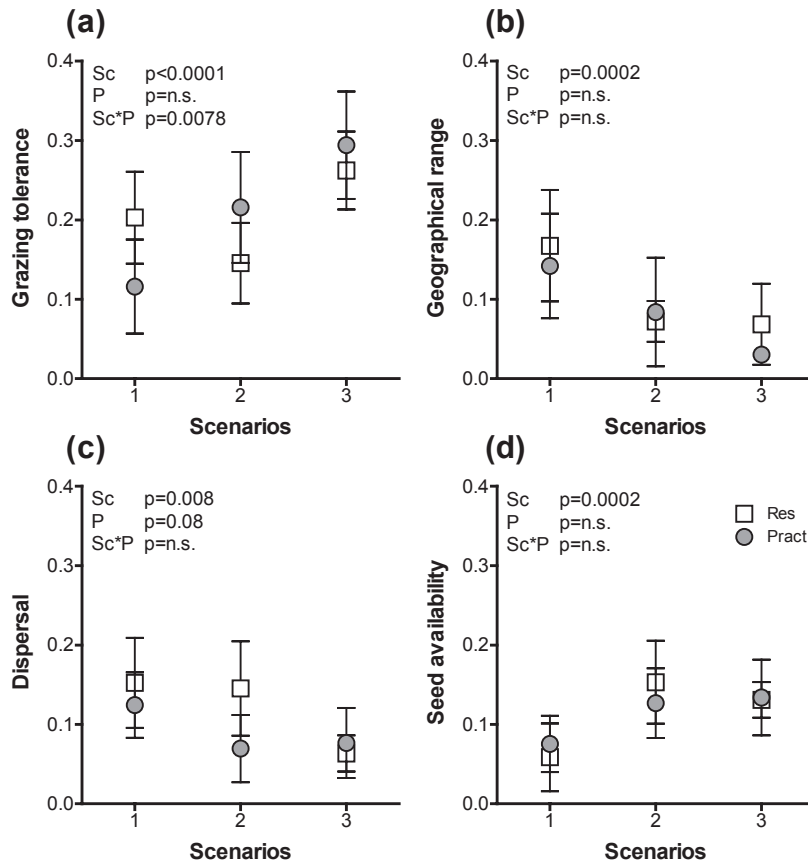 (a)
Sc p<0.0001
P p=n.s.
Sc*P p=0.0078
0.4
0.3
0.2
0.1
0.0
Grazing tolerance
1 2 3
Scenarios
(b)
Sc p=0.0002
P p=n.s.
Sc*P p=n.s.
0.4
0.3
0.2
0.1
0.0
Geographical range
1 2 3
Scenarios
(c)
Sc p=0.008
P p=0.08
Sc*P p=n.s.
0.4
0.3
0.2
0.1
0.0
Dispersal
1 2 3
Scenarios
(d)
Sc p=0.0002
P p=n.s.
Sc*P p=n.s.
Res
Pract
0.4
0.3
0.2
0.1
0.0
Seed availability
1 2 3
Scenarios